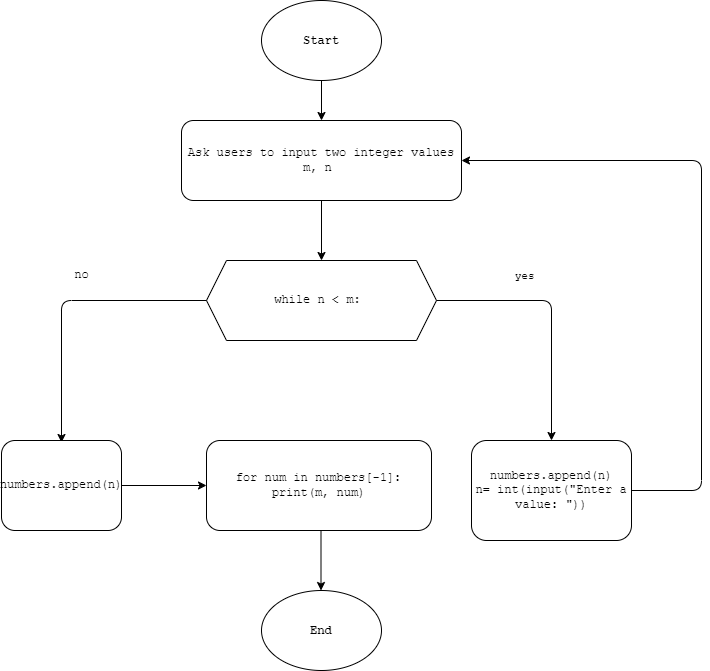 Start
Ask users to input two integer values
m, n
no
while n < m:
yes
numbers.append(n)
for num in numbers[-1]:
print(m, num)
numbers.append(n)
n= int(input("Enter a
value: "))
End